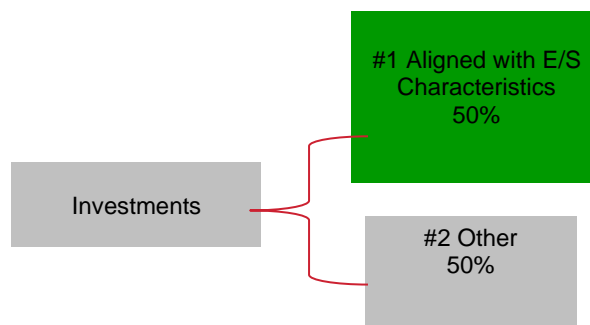 #1 Aligned with E/S
Characteristics
50%
Investments
#2 Other
50%